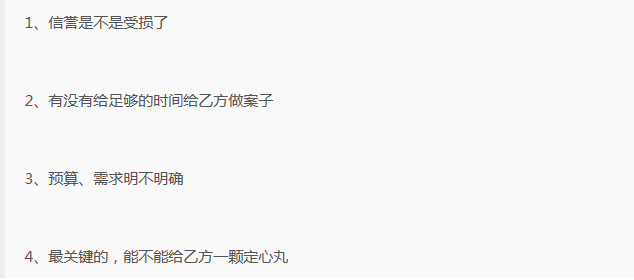 1、信誉是不是受损了
2、有没有给足够的时间给乙方做案子
3、预算、需求明不明确
4、最关键的，能不能给乙方一颗定心丸